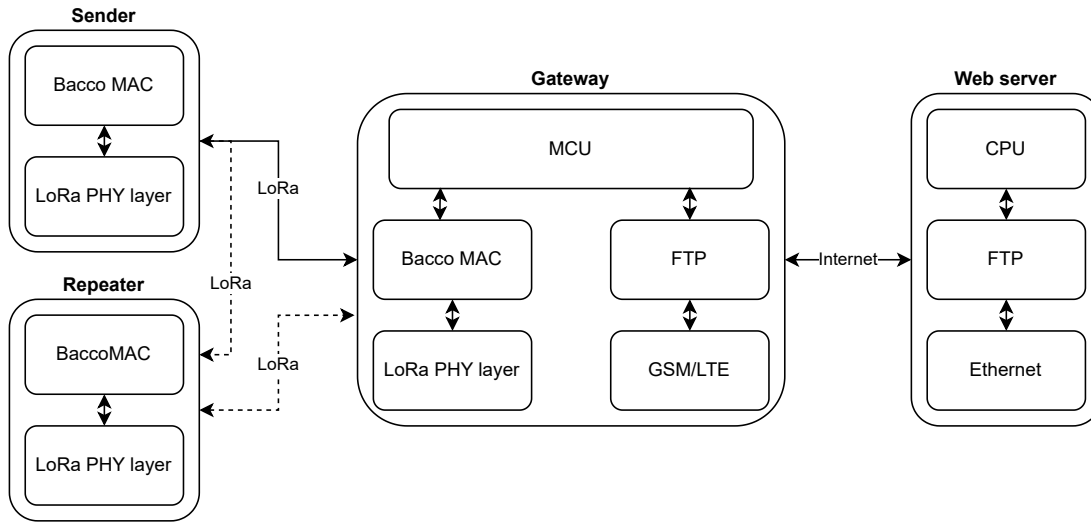 Sender
Bacco MAC
LoRa PHY layer
LoRa
LoRa
Repeater
BaccoMAC
LoRa PHY layer
LoRa
Gateway
MCU
Bacco MAC
FTP
LoRa PHY layer
GSM/LTE
Internet
Web server
CPU
FTP
Ethernet